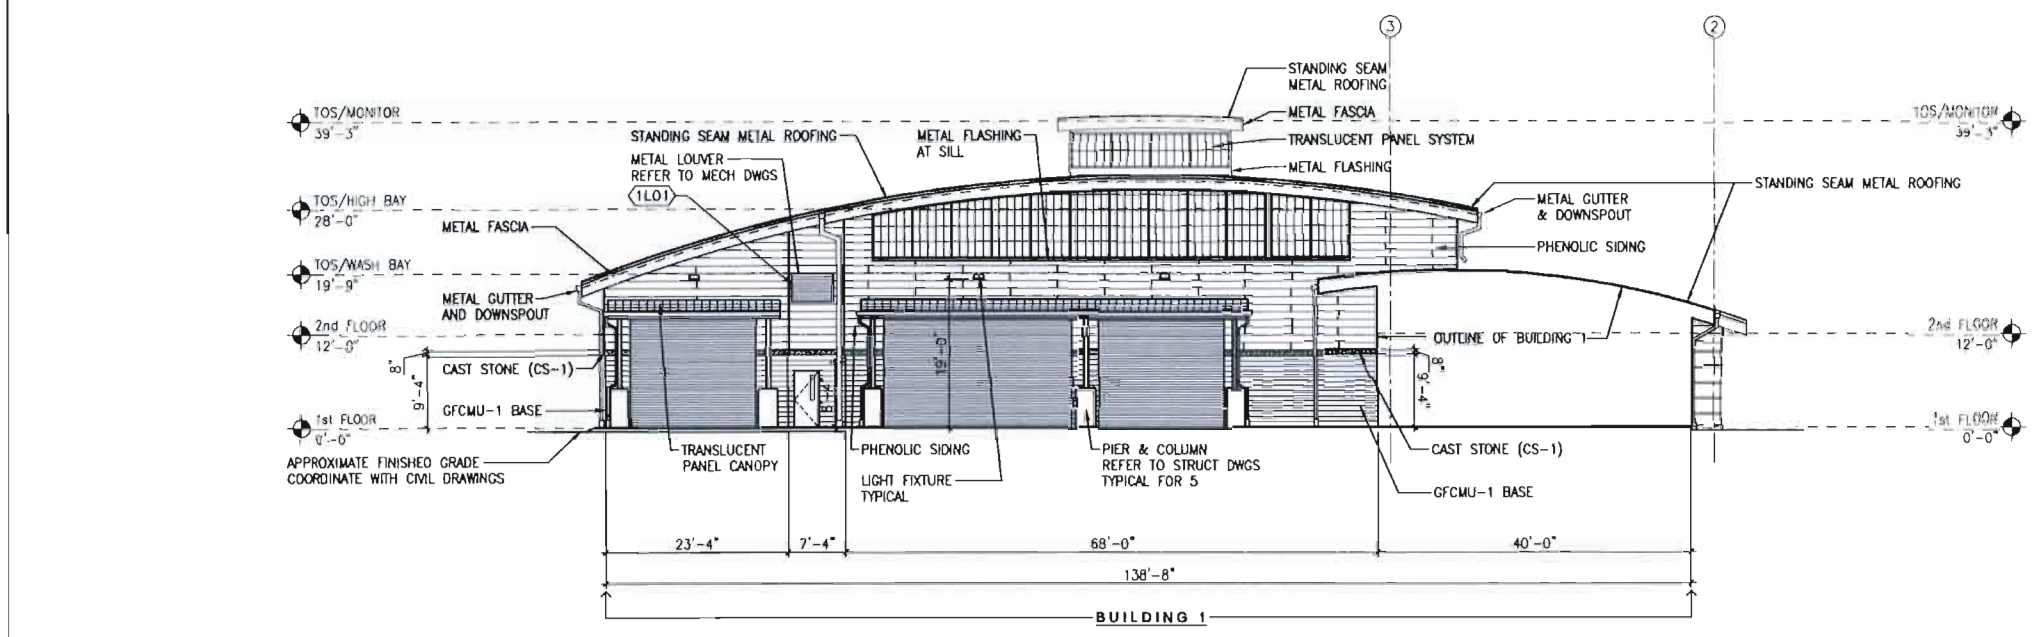 3
2
STANDING SEAM
METAL ROOFING
TOS/MONITOR
39'-3"
METAL FASCIA
TOS/MONITOR
39'-3"
STANDING SEAM METAL ROOFING
METAL FLASHING
AT SILL
TRANSLUCENT PANEL SYSTEM
METAL LOUVER
REFER TO MECH DWGS
METAL FLASHING
1L01
STANDING SEAM METAL ROOFING
TOS/HIGH BAY
28'-0"
METAL GUTTER
& DOWNSPOUT
METAL FASCIA
PHENOLIC SIDING
TOS/WASH BAY
19'-9"
METAL GUTTER
AND DOWNSPOUT
2nd FLOOR
12'-0"
2nd FLOOR
12'-0"
OUTLINE OF BUILDING 1
8"
CAST STONE (CS-1)
19'-0"
8"
9'-4"
8'-4"
9'-4"
GFCMU-1 BASE
1st FLOOR
0'-0"
1st FLOOR
0'-0"
TRANSLUCENT
PANEL CANOPY
PHENOLIC SIDING
PIER & COLUMN
REFER TO STRUCT DWGS
TYPICAL FOR 5
CAST STONE (CS-1)
APPROXIMATE FINISHED GRADE
COORDINATE WITH CIVIL DRAWINGS
LIGHT FIXTURE
TYPICAL
GFCMU-1 BASE
23'-4"
7'-4"
68'-0"
40'-0"
138'-8"
BUILDING 1